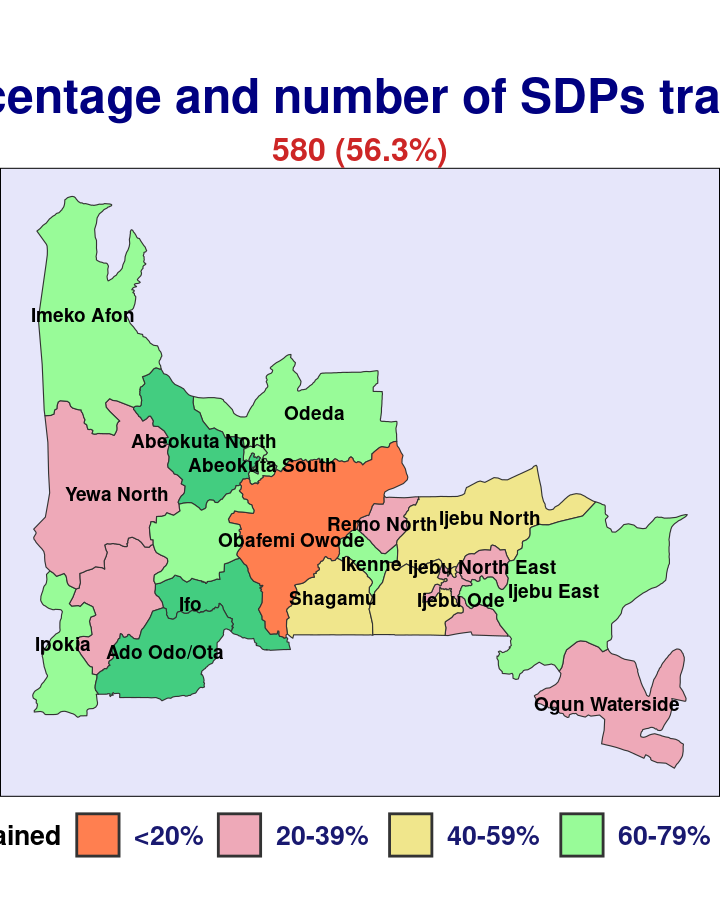 centage and number of SDPs tra
580 (56.3%)
Imeko Afon
Odeda
Abeokuta North
Abeokuta South
Yewa North
Remo North
Ijebu North
Obafemi Owode
Ikenne
Ijebu North East
Ijebu East
Shagamu
Ijebu Ode
Ifo
Ipokia
Ado Odo/Ota
Ogun Waterside
ained
<20%
20-39%
40-59%
60-79%